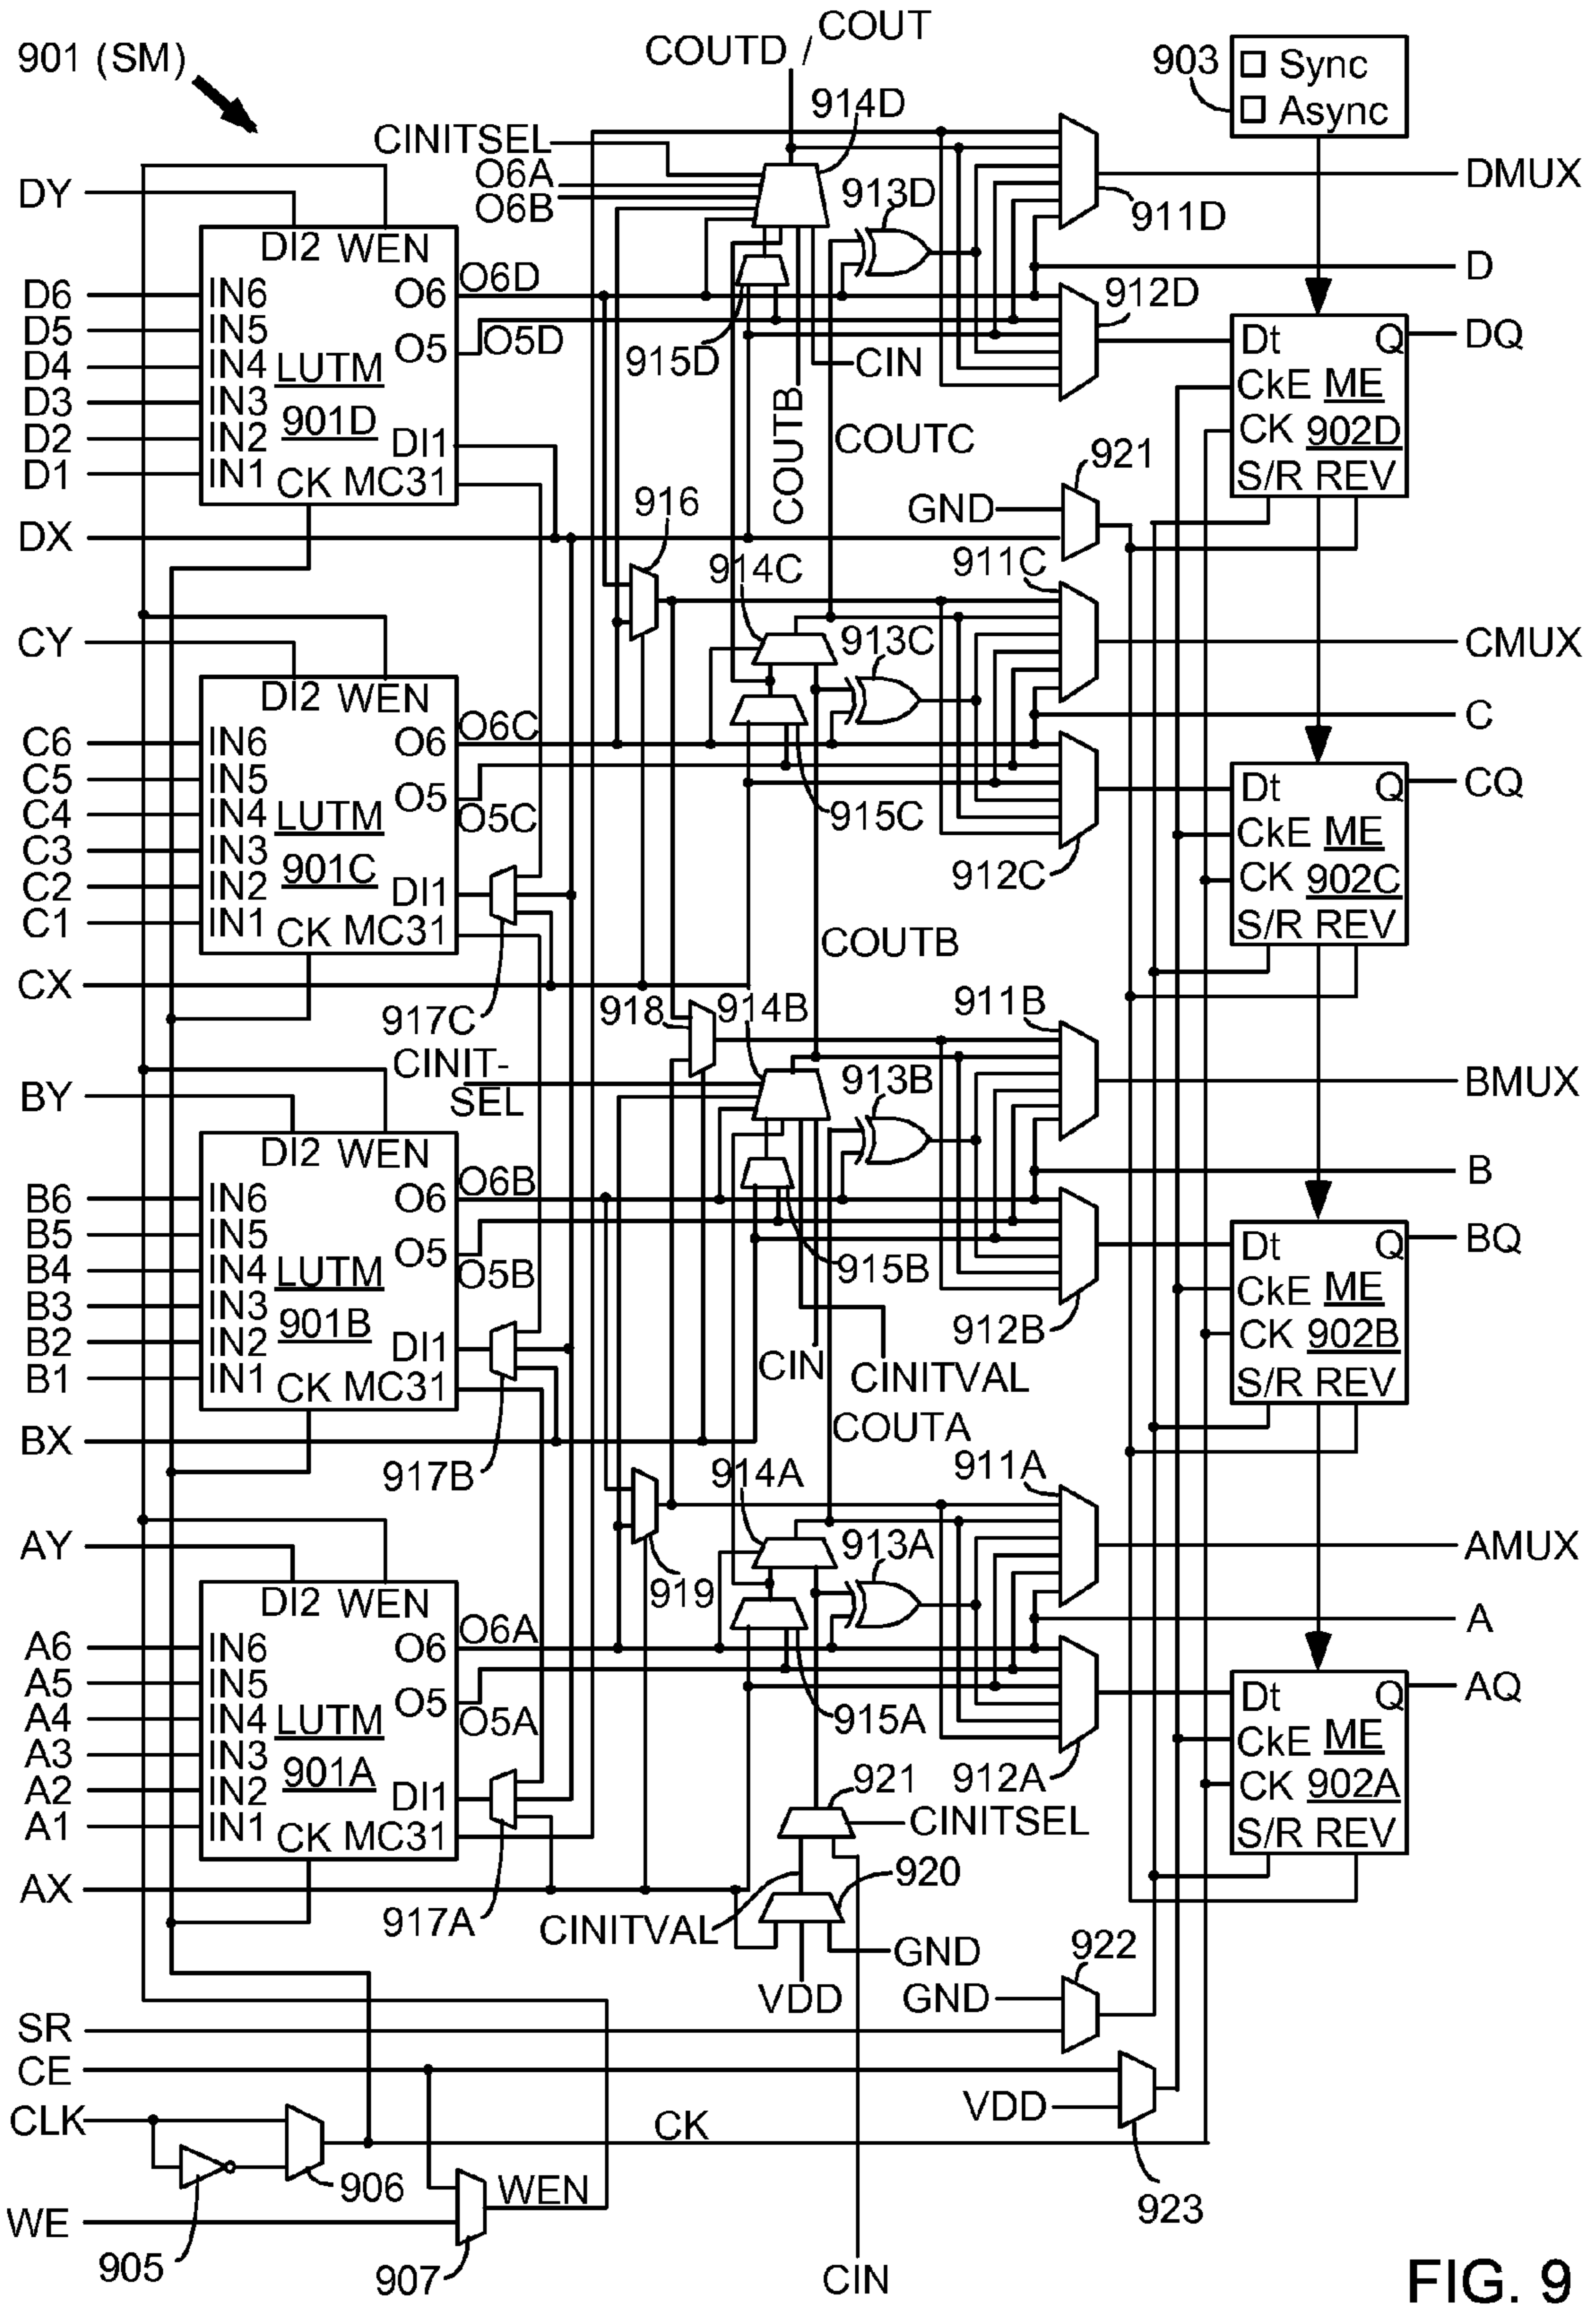 901 (SM)
COUTD / COUT
903
Sync
Async
914D
CINITSEL
O6A
O6B
913D
DMUX
911D
DY
DI2 WEN
O6D
D
D6
D5
D4
D3
D2
D1
IN6
IN5
IN4
IN3
IN2
IN1
O6
O5
LUTM
901D
DI1
CK MC31
O5D
915D
CIN
COUTB
COUTC
912D
Dt
Q
CkE ME
CK 902D
S/R REV
DQ
921
GND
DX
916
914C
911C
913C
CMUX
CY
DI2 WEN
O6C
C
C6
C5
C4
C3
C2
C1
IN6
IN5
IN4
IN3
IN2
IN1
O6
O5
LUTM
901C
DI1
CK MC31
O5C
915C
912C
Dt
Q
CkE ME
CK 902C
S/R REV
CQ
COUTB
CX
917C
918
914B
911B
CINIT-
SEL
913B
BMUX
BY
DI2 WEN
O6B
B
B6
B5
B4
B3
B2
B1
IN6
IN5
IN4
IN3
IN2
IN1
O6
O5
LUTM
901B
DI1
CK MC31
O5B
915B
912B
CIN
CINITVAL
COUTA
Dt
Q
CkE ME
CK 902B
S/R REV
BQ
BX
917B
914A
911A
919
913A
AMUX
AY
DI2 WEN
O6A
A
A6
A5
A4
A3
A2
A1
IN6
IN5
IN4
IN3
IN2
IN1
O6
O5
LUTM
901A
DI1
CK MC31
O5A
915A
912A
Dt
Q
CkE ME
CK 902A
S/R REV
AQ
921
CINITSEL
920
AX
917A
CINITVAL
GND
VDD
922
GND
SR
CE
VDD
CLK
CK
906
WEN
923
WE
905
907
CIN
FIG. 9